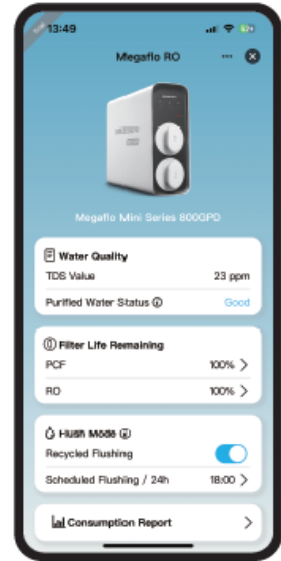 13:49
Megaflo RO
Megaflo Mini Series 800GPD
Water Quality
TDS Value 23 ppm
Purified Water Status Good
Filter Life Remaining
PCF 100%
RO 100%
Flush Mode
Recycled Flushing
Scheduled Flushing / 24h 18:00
Consumption Report